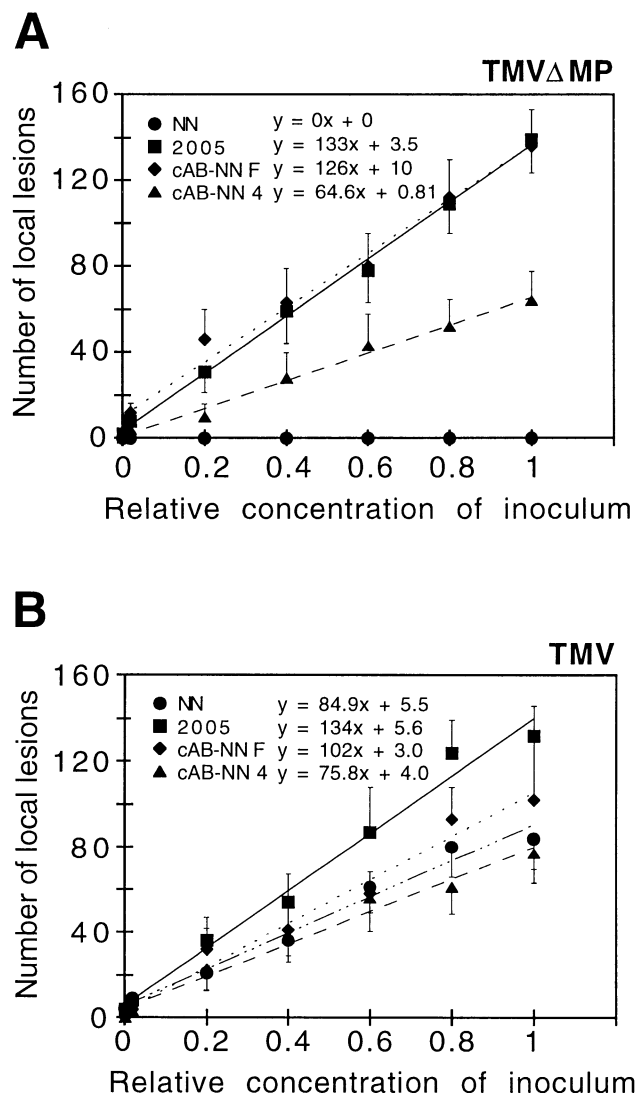 A
TMVΔMP
160
120
80
40
0
NN y = 0x + 0
2005 y = 133x + 3.5
cAB-NN F y = 126x + 10
cAB-NN 4 y = 64.6x + 0.81
Number of local lesions
0 0.2 0.4 0.6 0.8 1
Relative concentration of inoculum
B
TMV
160
120
80
40
0
NN y = 84.9x + 5.5
2005 y = 134x + 5.6
cAB-NN F y = 102x + 3.0
cAB-NN 4 y = 75.8x + 4.0
Number of local lesions
0 0.2 0.4 0.6 0.8 1
Relative concentration of inoculum